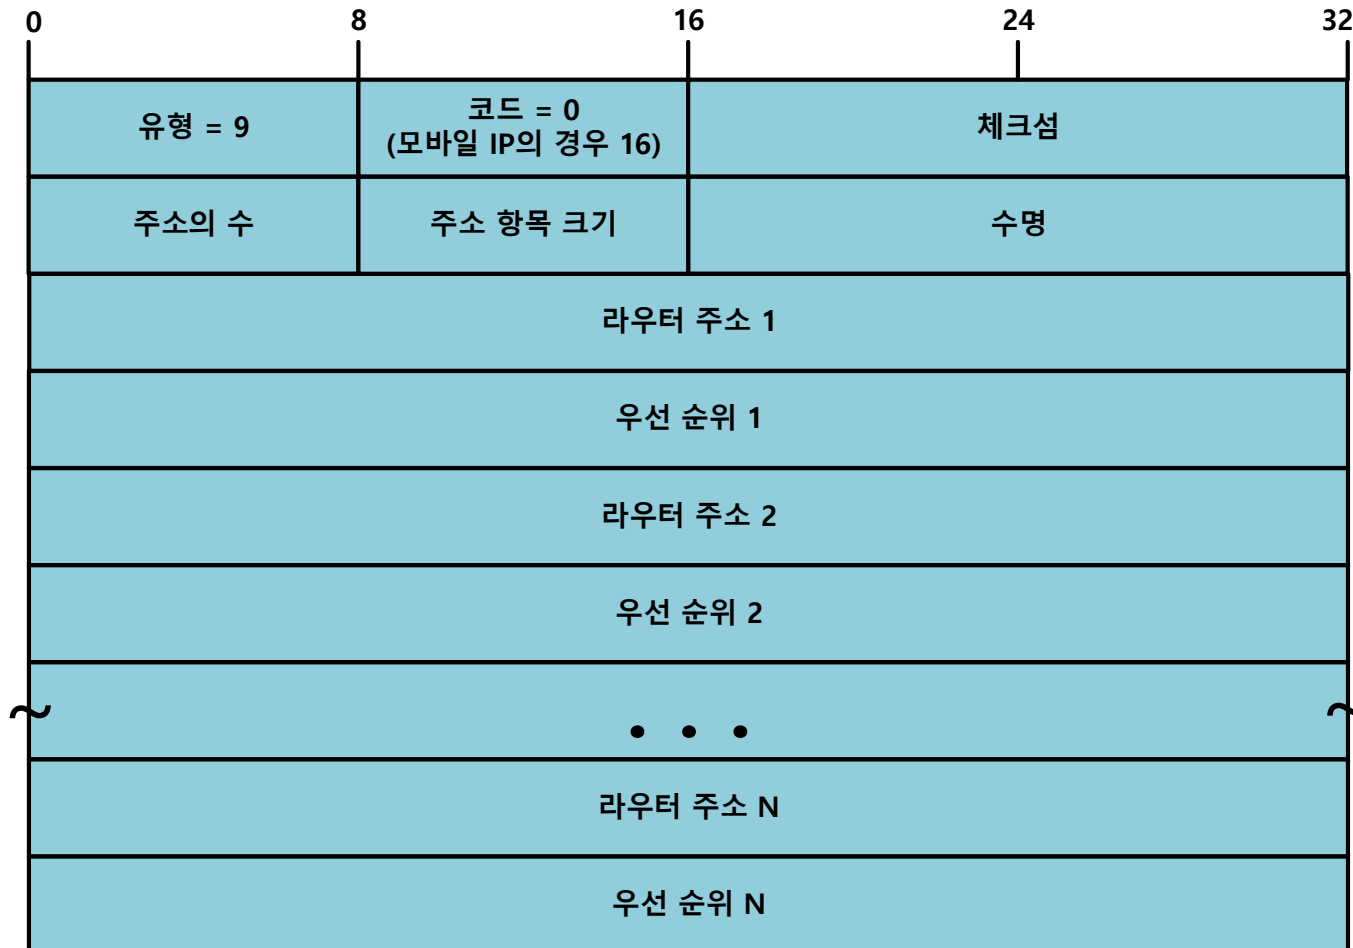 0 8 16 24 32
유형 = 9
코드 = 0
(모바일 IP의 경우 16)
체크섬
주소의 수
주소 항목 크기
수명
라우터 주소 1
우선 순위 1
라우터 주소 2
우선 순위 2
~ ~
• • •
라우터 주소 N
우선 순위 N